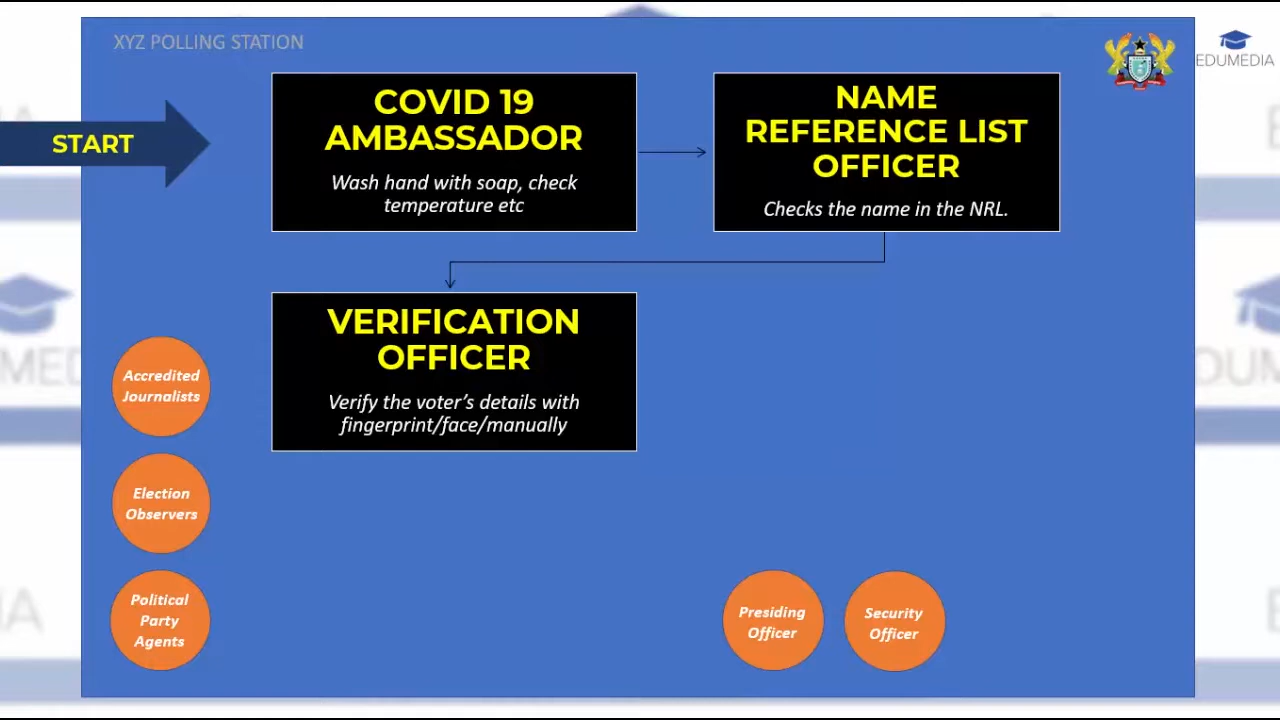 XYZ POLLING STATION
EDUMEDIA
START
COVID 19
AMBASSADOR
Wash hand with soap, check
temperature etc
NAME
REFERENCE LIST
OFFICER
Checks the name in the NRL.
VERIFICATION
OFFICER
Verify the voter's details with
fingerprint/face/manually
Accredited
Journalists
Election
Observers
Political
Party
Agents
Presiding
Officer
Security
Officer